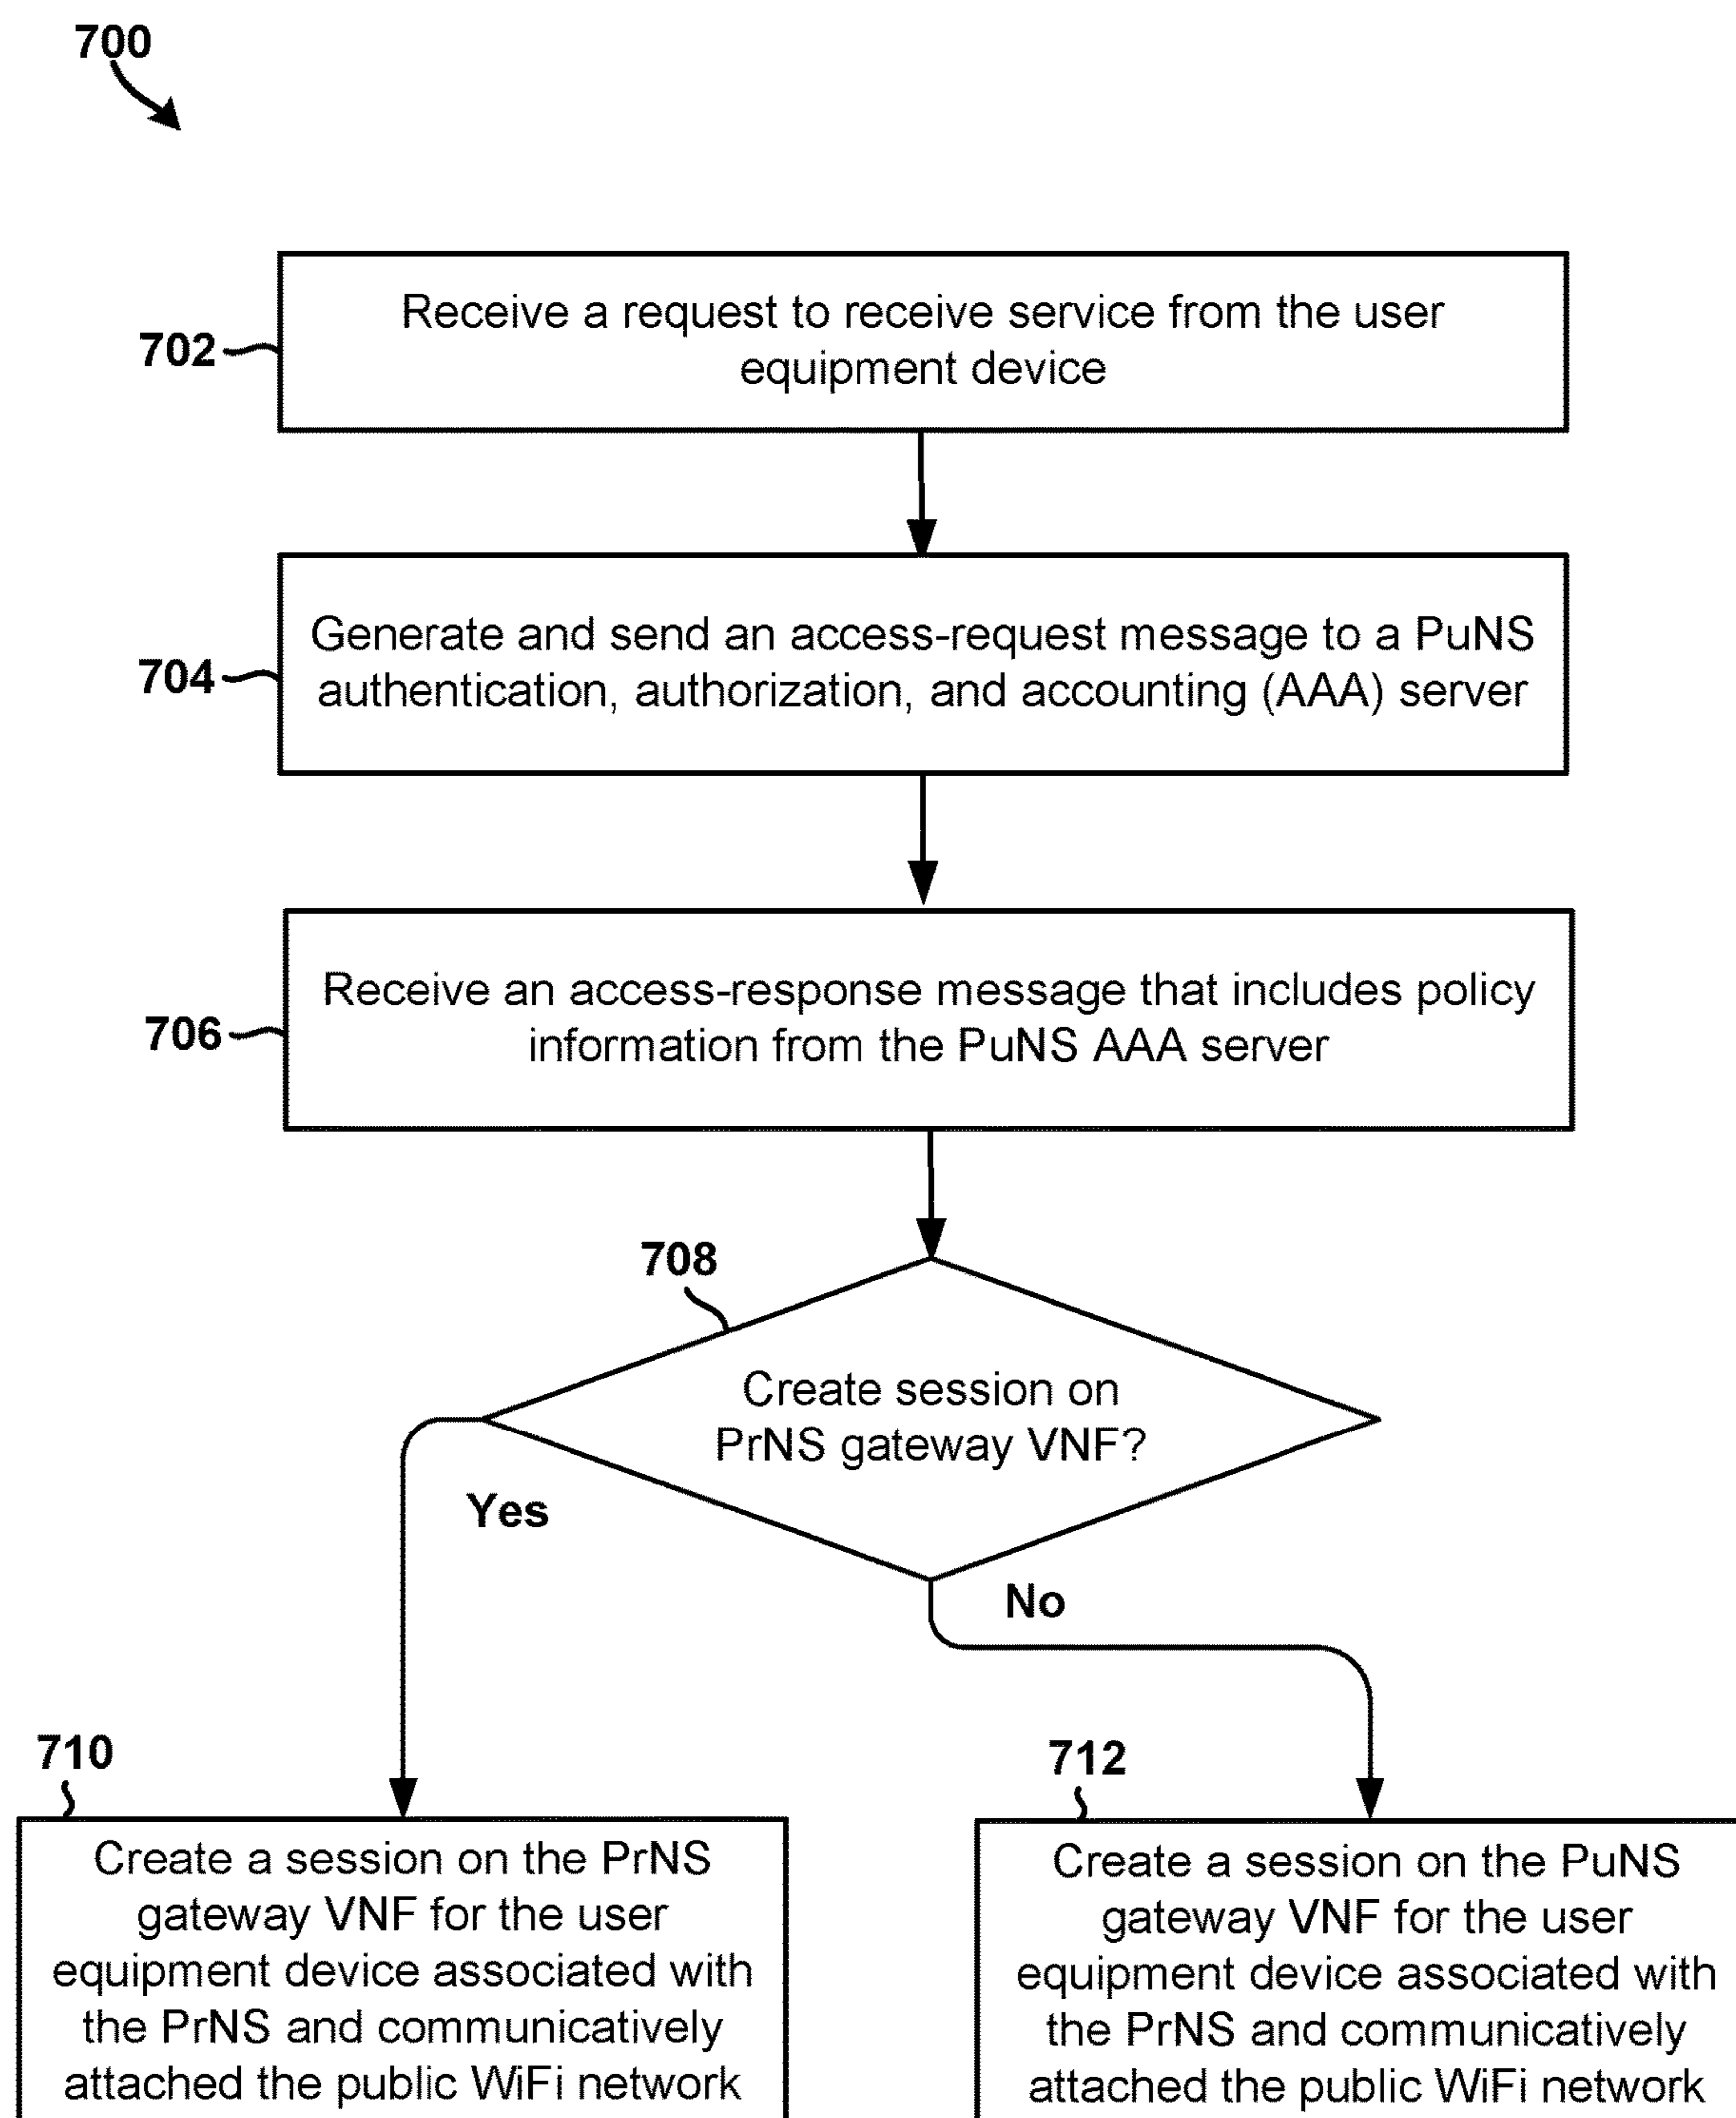 700
702
Receive a request to receive service from the user
equipment device
704
Generate and send an access-request message to a PuNS
authentication, authorization, and accounting (AAA) server
706
Receive an access-response message that includes policy
information from the PuNS AAA server
708
Create session on
PrNS gateway VNF?
Yes
No
710
Create a session on the PrNS
gateway VNF for the user
equipment device associated with
the PrNS and communicatively
attached the public WiFi network
712
Create a session on the PuNS
gateway VNF for the user
equipment device associated with
the PrNS and communicatively
attached the public WiFi network